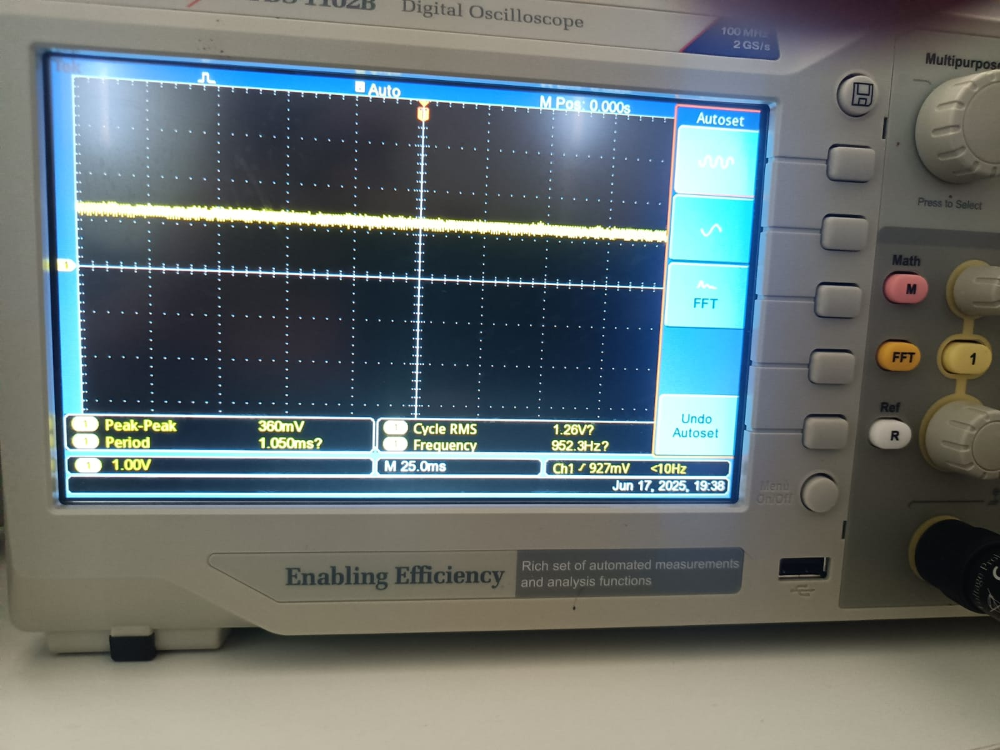 1102B Digital Oscilloscope
100 MHz
2 GS/s
Tek
Auto
M Pos: 0.000s
Autoset
FFT
Undo
Autoset
1
Peak-Peak 360mV
Period 1.050ms?
1 Cycle RMS 1.26V?
1 Frequency 952.3Hz?
1 1.00V
M 25.0ms
Ch1 927mV <10Hz
Jun 17, 2025, 19:38
Multipurpose
Press to Select
Math
M
FFT
1
Ref
R
Menu
On/Off
Enabling Efficiency
Rich set of automated measurements
and analysis functions